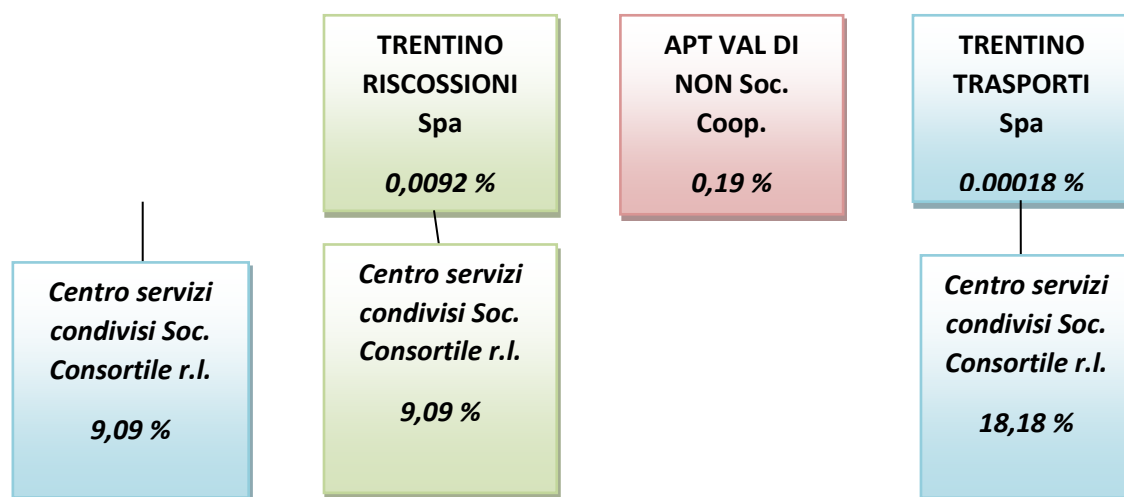 TRENTINO
RISCOSSIONI
Spa
0,0092 %
APT VAL DI
NON Soc.
Coop.
0,19 %
TRENTINO
TRASPORTI
Spa
0.00018 %
Centro servizi
condivisi Soc.
Consortile r.l.
9,09 %
Centro servizi
condivisi Soc.
Consortile r.l.
9,09 %
Centro servizi
condivisi Soc.
Consortile r.l.
18,18 %